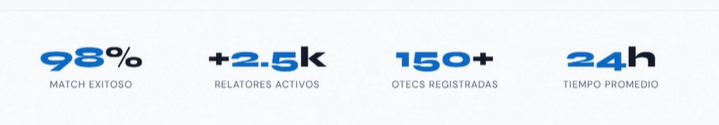 98%
MATCH EXITOSO
+2.5k
RELATORES ACTIVOS
150+
OTECS REGISTRADAS
24h
TIEMPO PROMEDIO